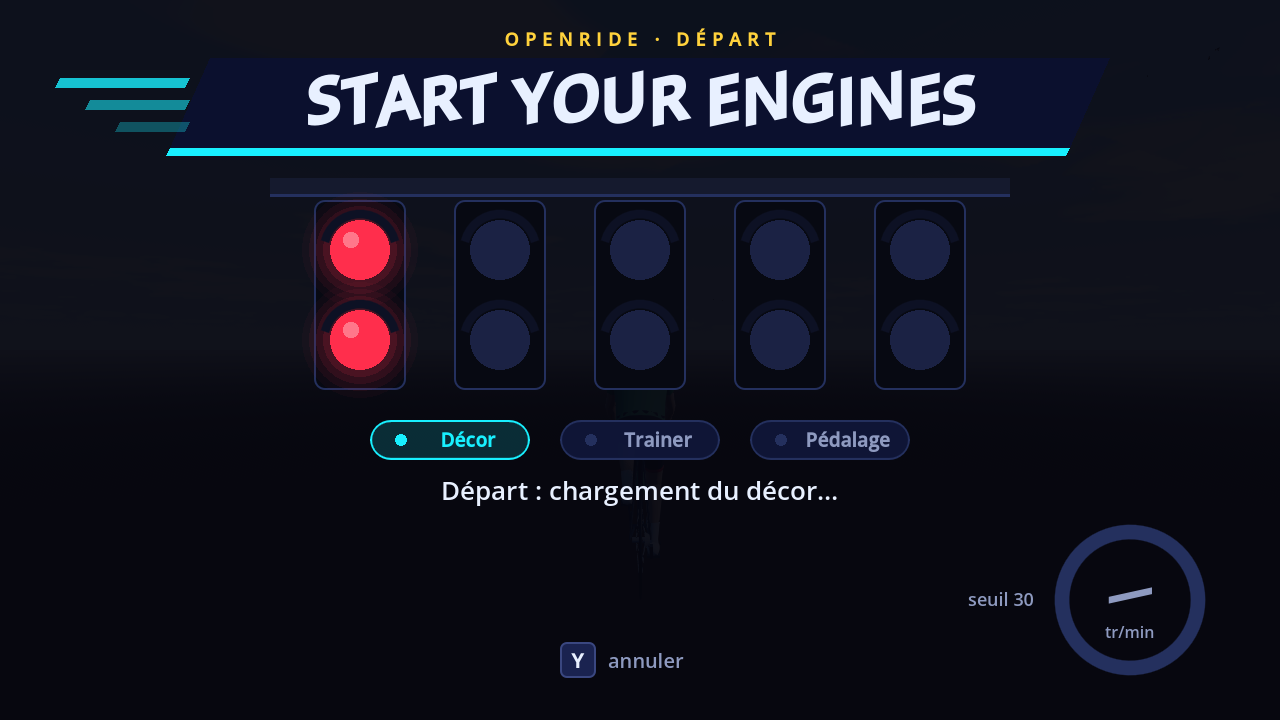 OPENRIDE · DÉPART
START YOUR ENGINES
Décor
Trainer
Pédalage
Départ : chargement du décor...
seuil 30
—
tr/min
Y annuler